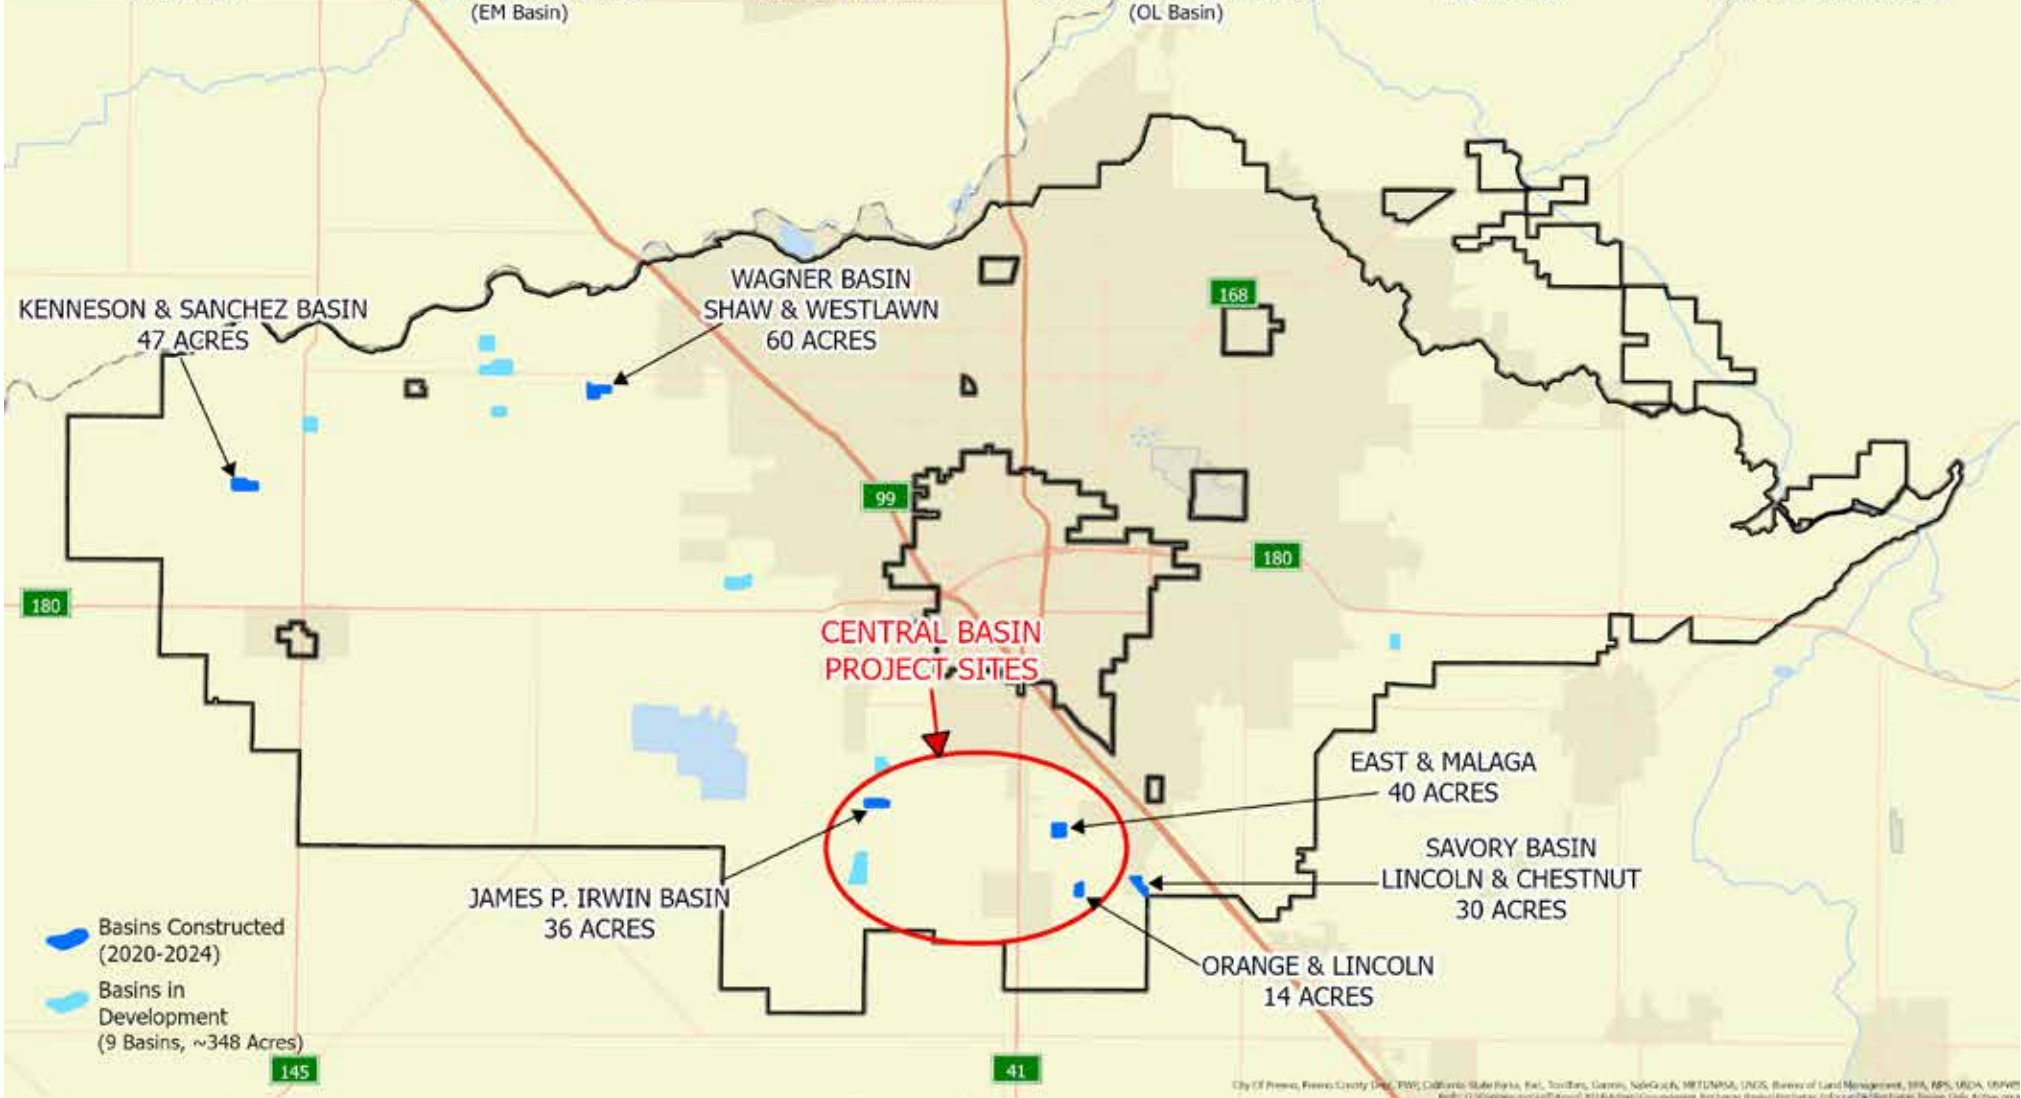 (EM Basin)
(OL Basin)
WAGNER BASIN
SHAW & WESTLAWN
60 ACRES
168
KENNESON & SANCHEZ BASIN
47 ACRES
99
180
180
CENTRAL BASIN
PROJECT SITES
EAST & MALAGA
40 ACRES
SAVORY BASIN
LINCOLN & CHESTNUT
30 ACRES
JAMES P. IRWIN BASIN
36 ACRES
ORANGE & LINCOLN
14 ACRES
Basins Constructed
(2020-2024)
Basins in
Development
(9 Basins, ~348 Acres)
145
41